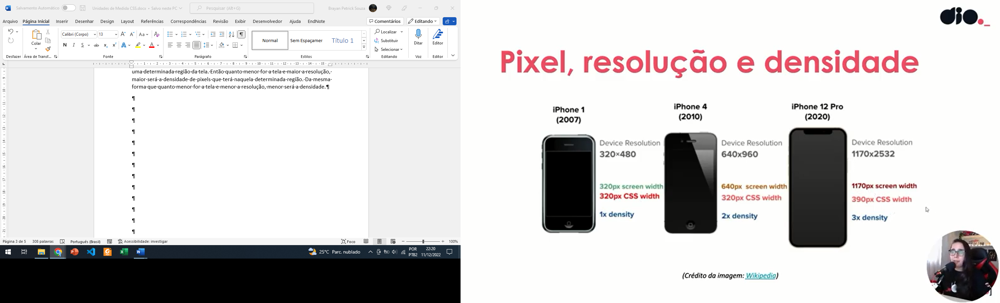 Salvamento Automático
Unidades de Medida CSS.docx • Salvo neste PC
Pesquisar (Alt+G)
Brayan Petrick Souza
Arquivo Página Inicial Inserir Desenhar Design Layout Referências Correspondências Revisão Exibir Desenvolvedor Ajuda EndNote
Comentários Editando
Calibri (Corpo) 13
Colar
Normal Sem Espaçamen Título 1
Localizar
Substituir
Selecionar
Ditar Editor
Desfazer Área de Transf... Fonte Parágrafo Estilos Editando Voz Editor
uma determinada região da tela. Então quanto menor for a tela e maior a resolução,
maior será a densidade de pixels que terá naquela determinada região. Da mesma
forma que quanto menor for a tela e menor a resolução, menor será a densidade.
Página 3 de 5 308 palavras Português (Brasil) Acessibilidade: investigar Foco 100%
25°C Parc. nublado
POR
PTB2
22:20
11/12/2022
dio._
Pixel, resolução e densidade
iPhone 1
(2007)
Device Resolution
320×480
320px screen width
320px CSS width
1x density
iPhone 4
(2010)
Device Resolution
640x960
640px screen width
320px CSS width
2x density
iPhone 12 Pro
(2020)
Device Resolution
1170x2532
1170px screen width
390px CSS width
3x density
(Crédito da imagem: Wikipedia)